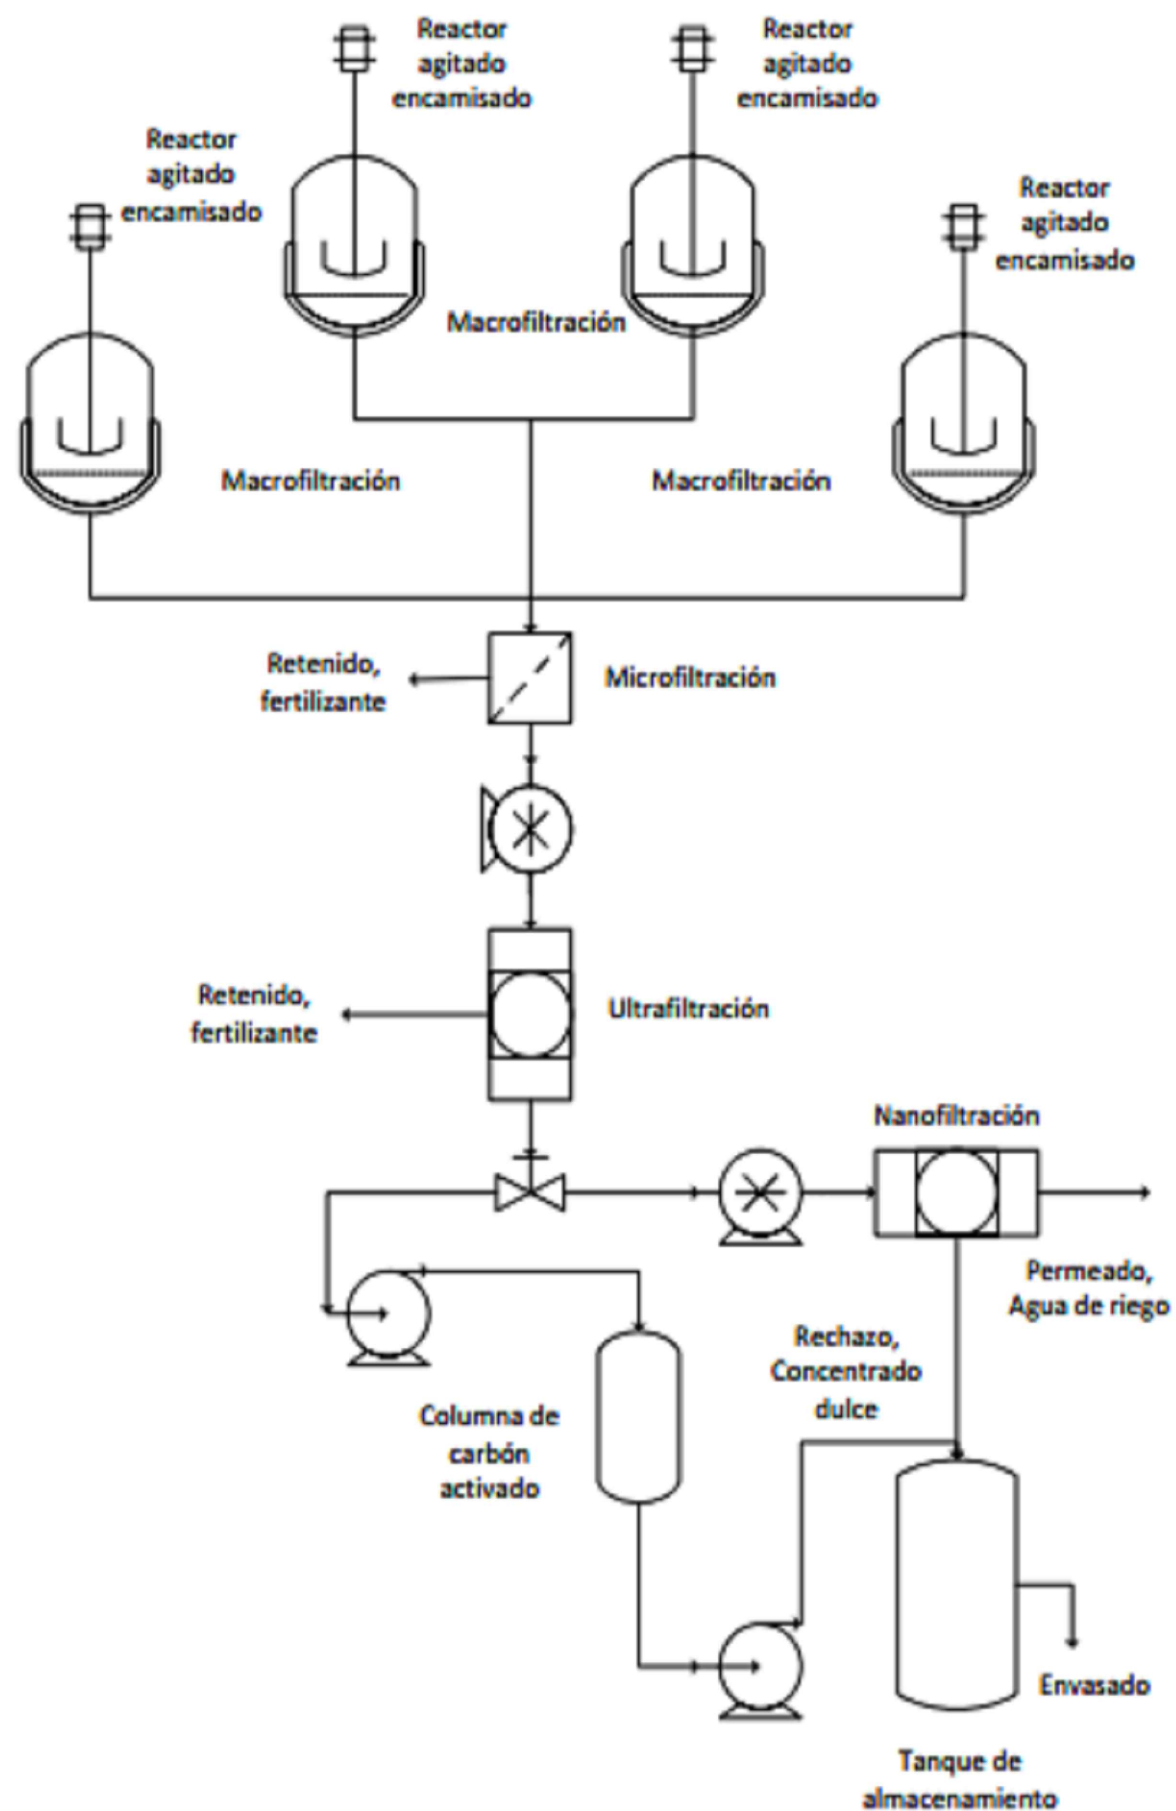 Reactor
agitado
encamisado
Reactor
agitado
encamisado
Reactor
agitado
encamisado
Reactor
agitado
encamisado
Macrofiltración
Macrofiltración
Macrofiltración
Retenido,
fertilizante
Microfiltración
Retenido,
fertilizante
Ultrafiltración
Nanofiltración
Permeado,
Agua de riego
Rechazo,
Concentrado
dulce
Columna de
carbón
activado
Envasado
Tanque de
almacenamiento